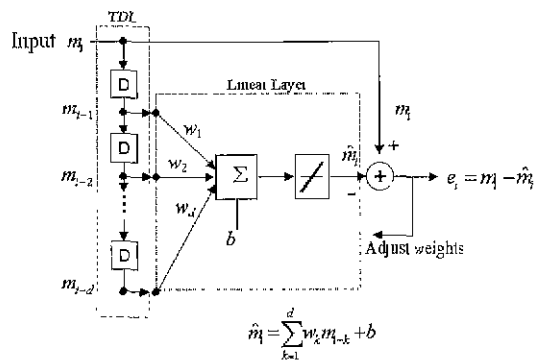 TDL
Input m_i
D
Linear Layer
m_{i-1}
w_1
m_i
D
w_2
m̂_i
+
m_{i-2}
Σ
+
e_i = m_i − m̂_i
−
w_d
b
Adjust weights
D
m_{i-d}
m̂_i = ∑_{k=1}^{d} w_k m_{i-k} + b